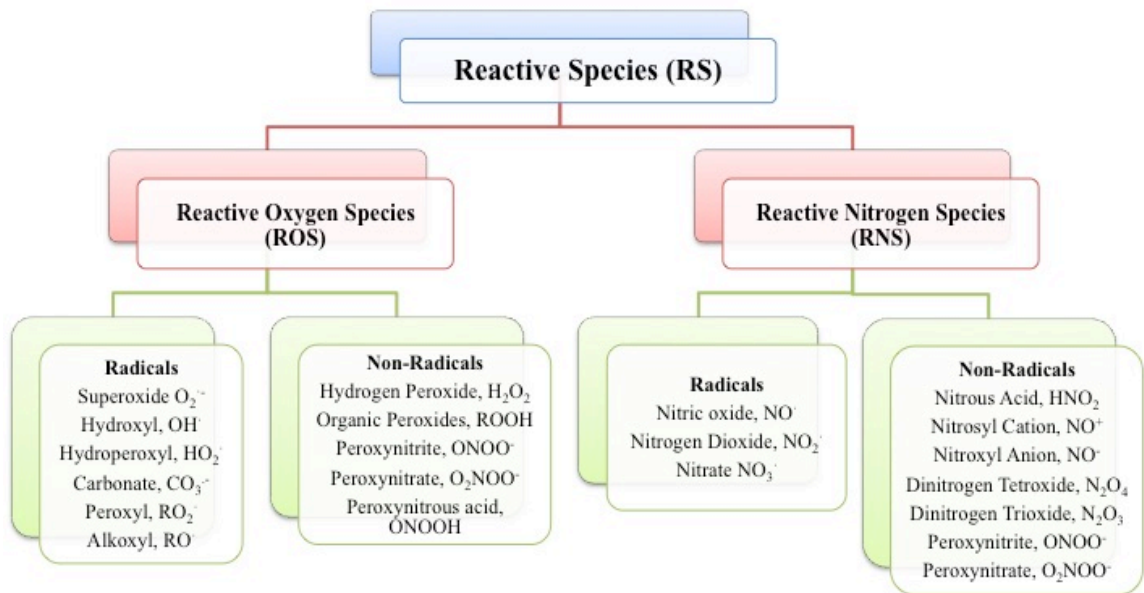 Reactive Species (RS)
Reactive Oxygen Species
(ROS)
Reactive Nitrogen Species
(RNS)
Radicals
Superoxide O₂˙⁻
Hydroxyl, OH˙
Hydroperoxyl, HO₂˙
Carbonate, CO₃˙⁻
Peroxyl, RO₂˙
Alkoxyl, RO˙
Non-Radicals
Hydrogen Peroxide, H₂O₂
Organic Peroxides, ROOH
Peroxynitrite, ONOO⁻
Peroxynitrate, O₂NOO⁻
Peroxynitrous acid,
ONOOH
Radicals
Nitric oxide, NO˙
Nitrogen Dioxide, NO₂˙
Nitrate NO₃˙
Non-Radicals
Nitrous Acid, HNO₂
Nitrosyl Cation, NO⁺
Nitroxyl Anion, NO⁻
Dinitrogen Tetroxide, N₂O₄
Dinitrogen Trioxide, N₂O₃
Peroxynitrite, ONOO⁻
Peroxynitrate, O₂NOO⁻